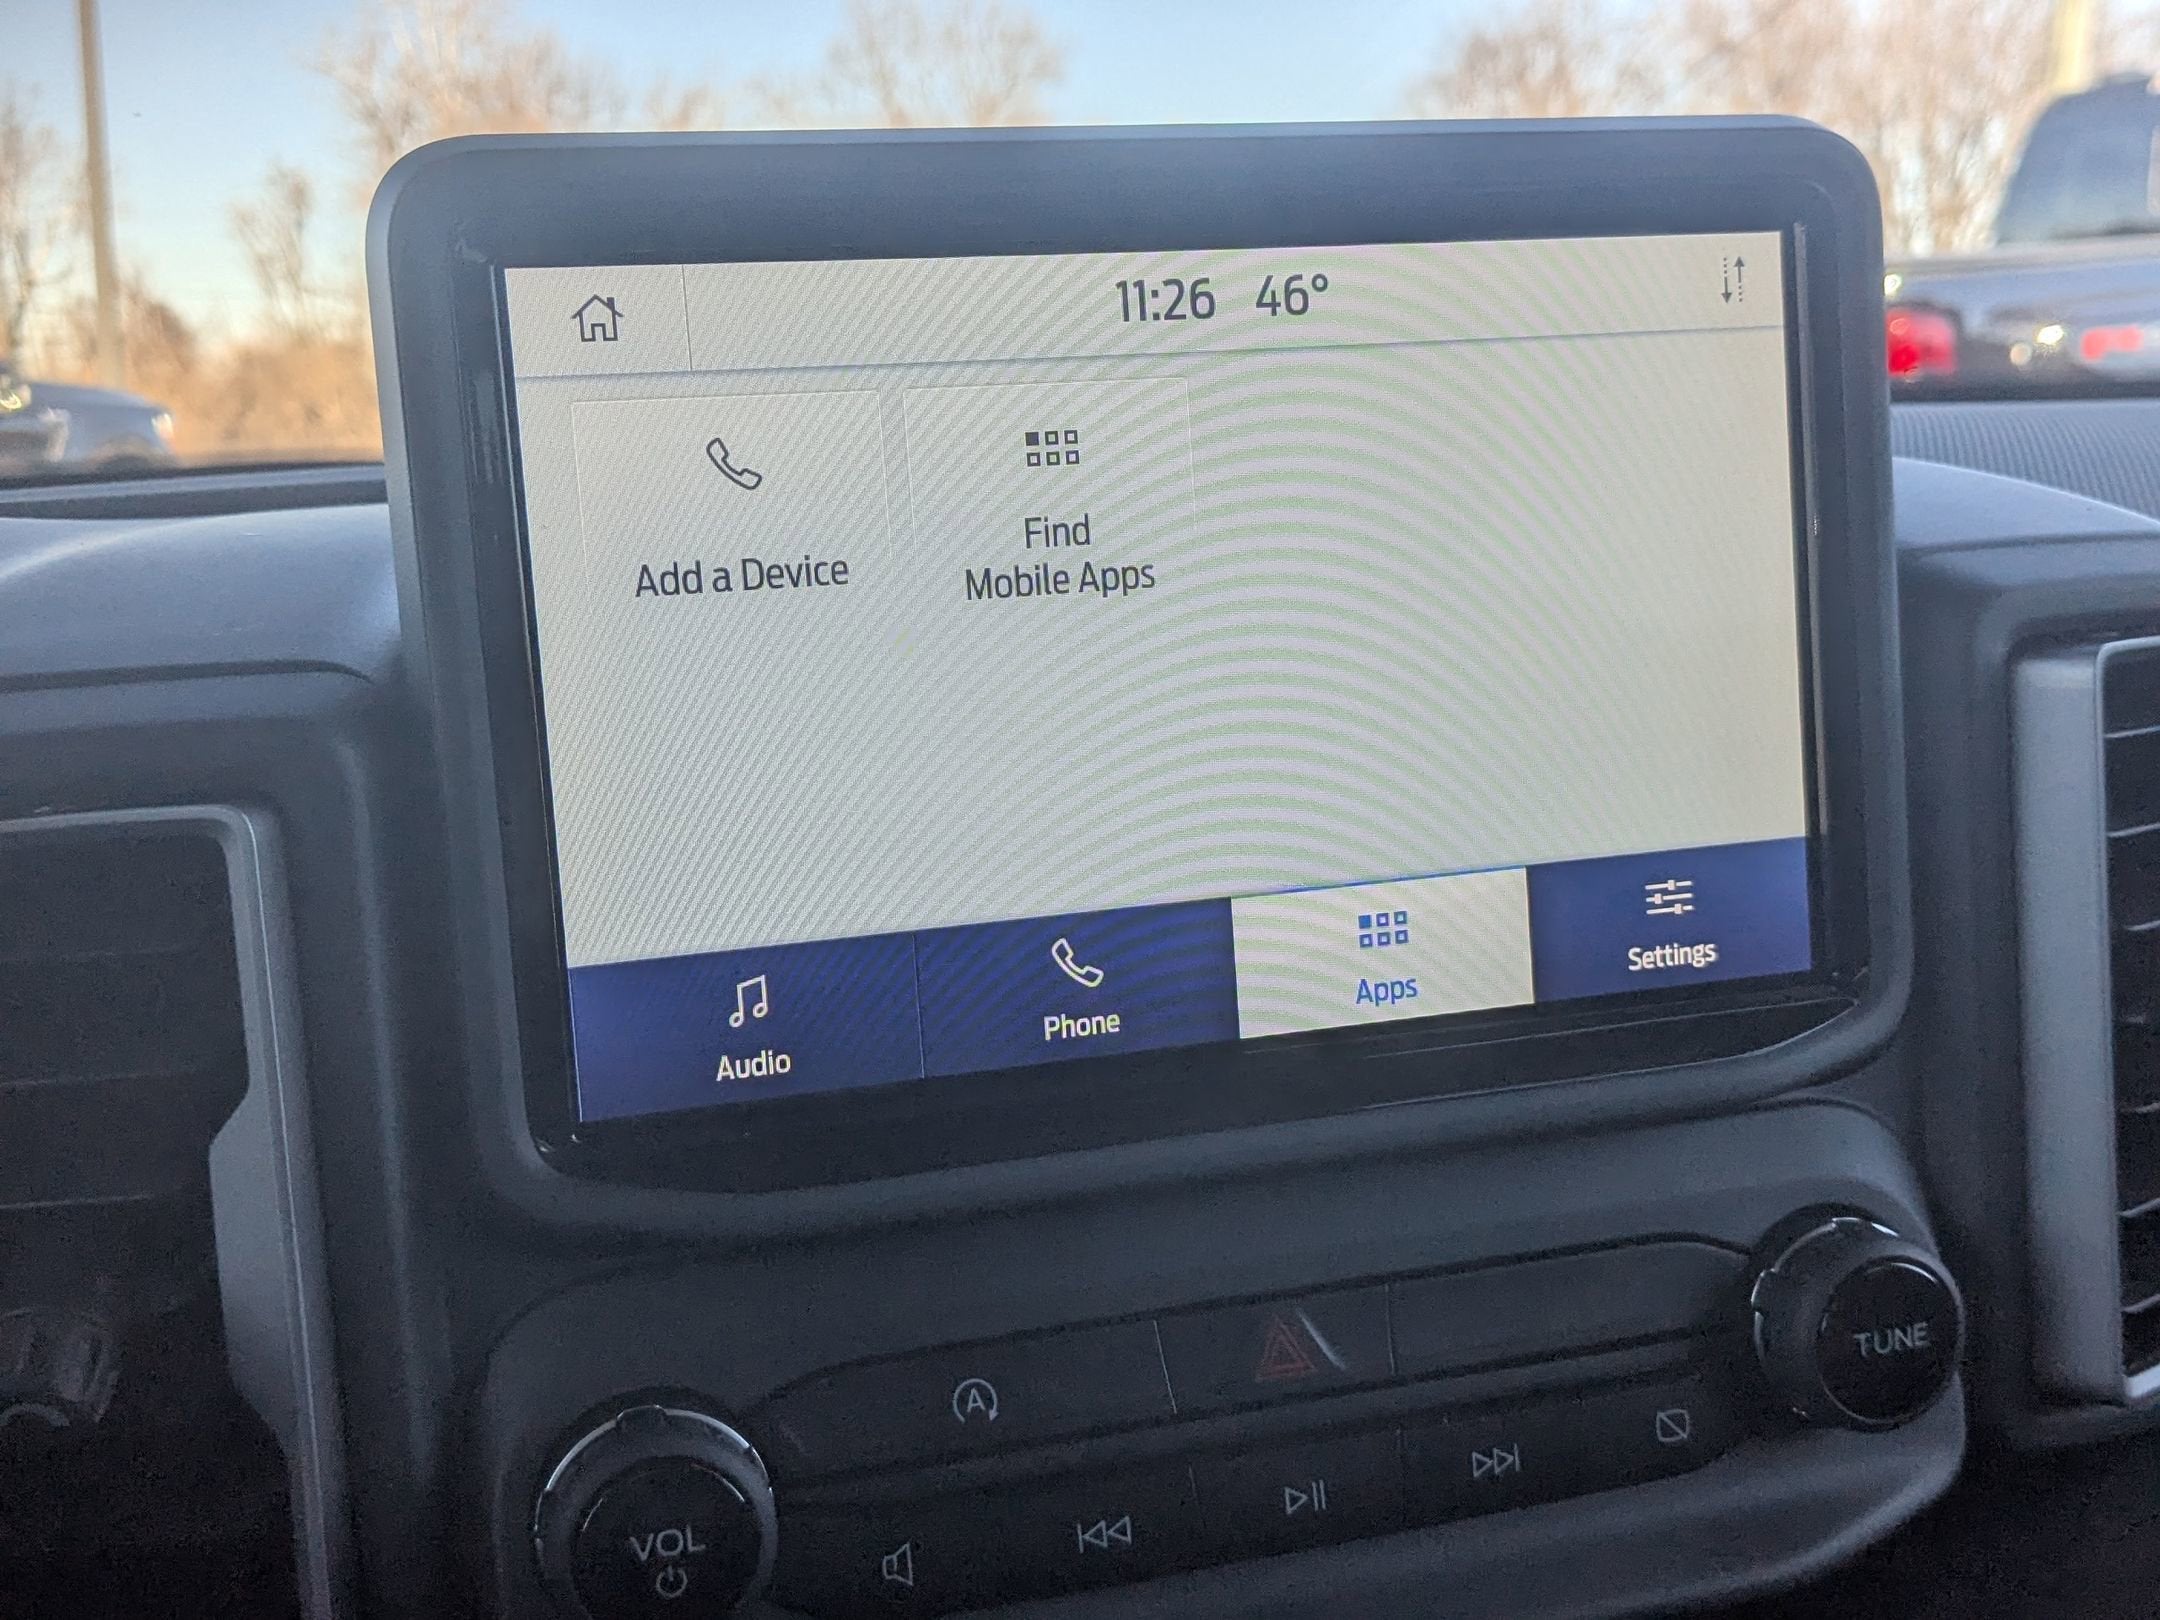 11:26 46°
Add a Device
Find
Mobile Apps
Audio
Phone
Apps
Settings
A
TUNE
VOL